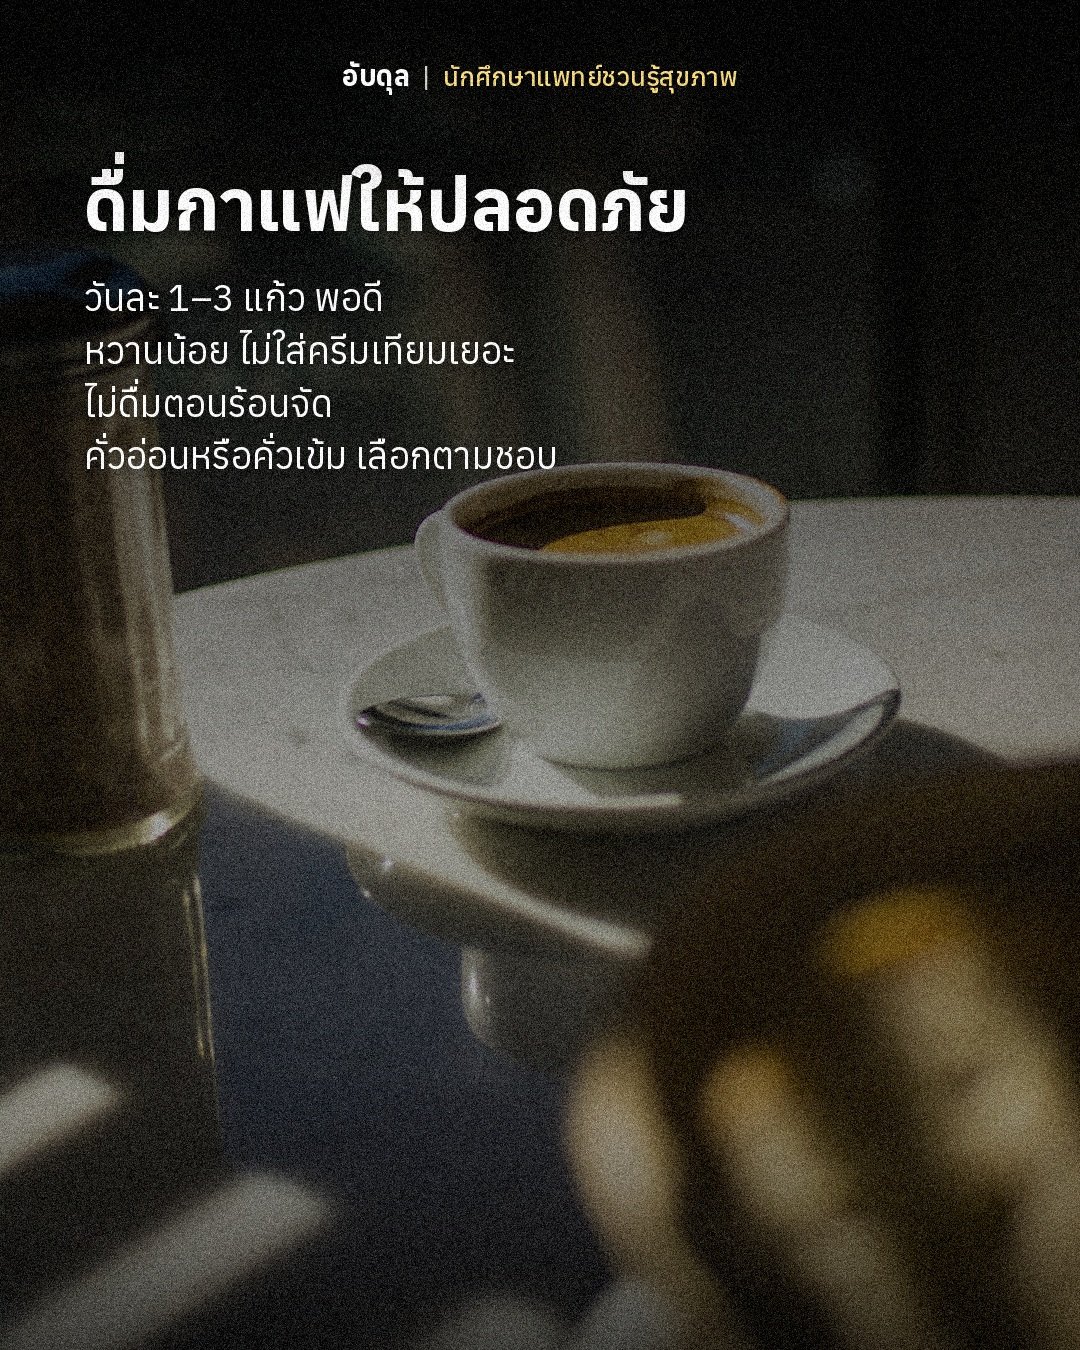 อับดุล | นักศึกษาแพทย์ชวนรู้สุขภาพ
ดื่มกาแฟให้ปลอดภัย
วันละ 1–3 แก้ว พอดี
หวานน้อย ไม่ใส่ครีมเทียมเยอะ
ไม่ดื่มตอนร้อนจัด
คั่วอ่อนหรือคั่วเข้ม เลือกตามชอบ